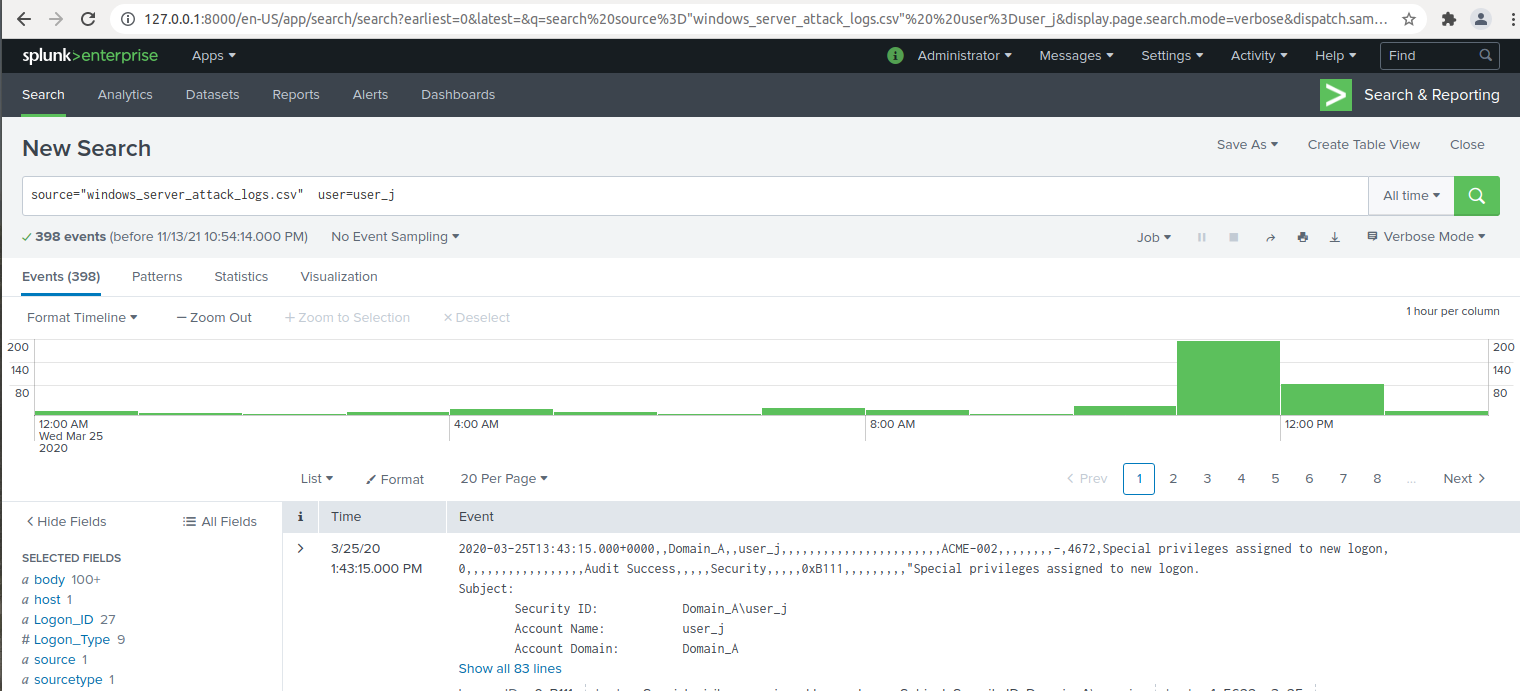 127.0.0.1:8000/en-US/app/search/search?earliest=0&latest=&q=search%20source%3D"windows_server_attack_logs.csv"%20%20user%3Duser_j&display.page.search.mode=verbose&dispatch.sam...
splunk>enterprise Apps i Administrator Messages Settings Activity Help Find
Search Analytics Datasets Reports Alerts Dashboards > Search & Reporting
New Search Save As Create Table View Close
source="windows_server_attack_logs.csv"  user=user_j All time
✓ 398 events (before 11/13/21 10:54:14.000 PM) No Event Sampling Job Verbose Mode
Events (398) Patterns Statistics Visualization
Format Timeline — Zoom Out + Zoom to Selection × Deselect 1 hour per column
200 200
140 140
80 80
12:00 AM 4:00 AM 8:00 AM 12:00 PM
Wed Mar 25
2020
List Format 20 Per Page < Prev 1 2 3 4 5 6 7 8 ... Next >
< Hide Fields All Fields i Time Event
SELECTED FIELDS
a body 100+
a host 1
a Logon_ID 27
# Logon_Type 9
a source 1
a sourcetype 1
> 3/25/20
1:43:15.000 PM
2020-03-25T13:43:15.000+0000,,Domain_A,,user_j,,,,,,,,,,,,,,,,,,,,,,,ACME-002,,,,,,,,-,4672,Special privileges assigned to new logon,
0,,,,,,,,,,,,,,,,,Audit Success,,,,,Security,,,,,0xB111,,,,,,,,,"Special privileges assigned to new logon.
Subject:
Security ID: Domain_A\user_j
Account Name: user_j
Account Domain: Domain_A
Show all 83 lines